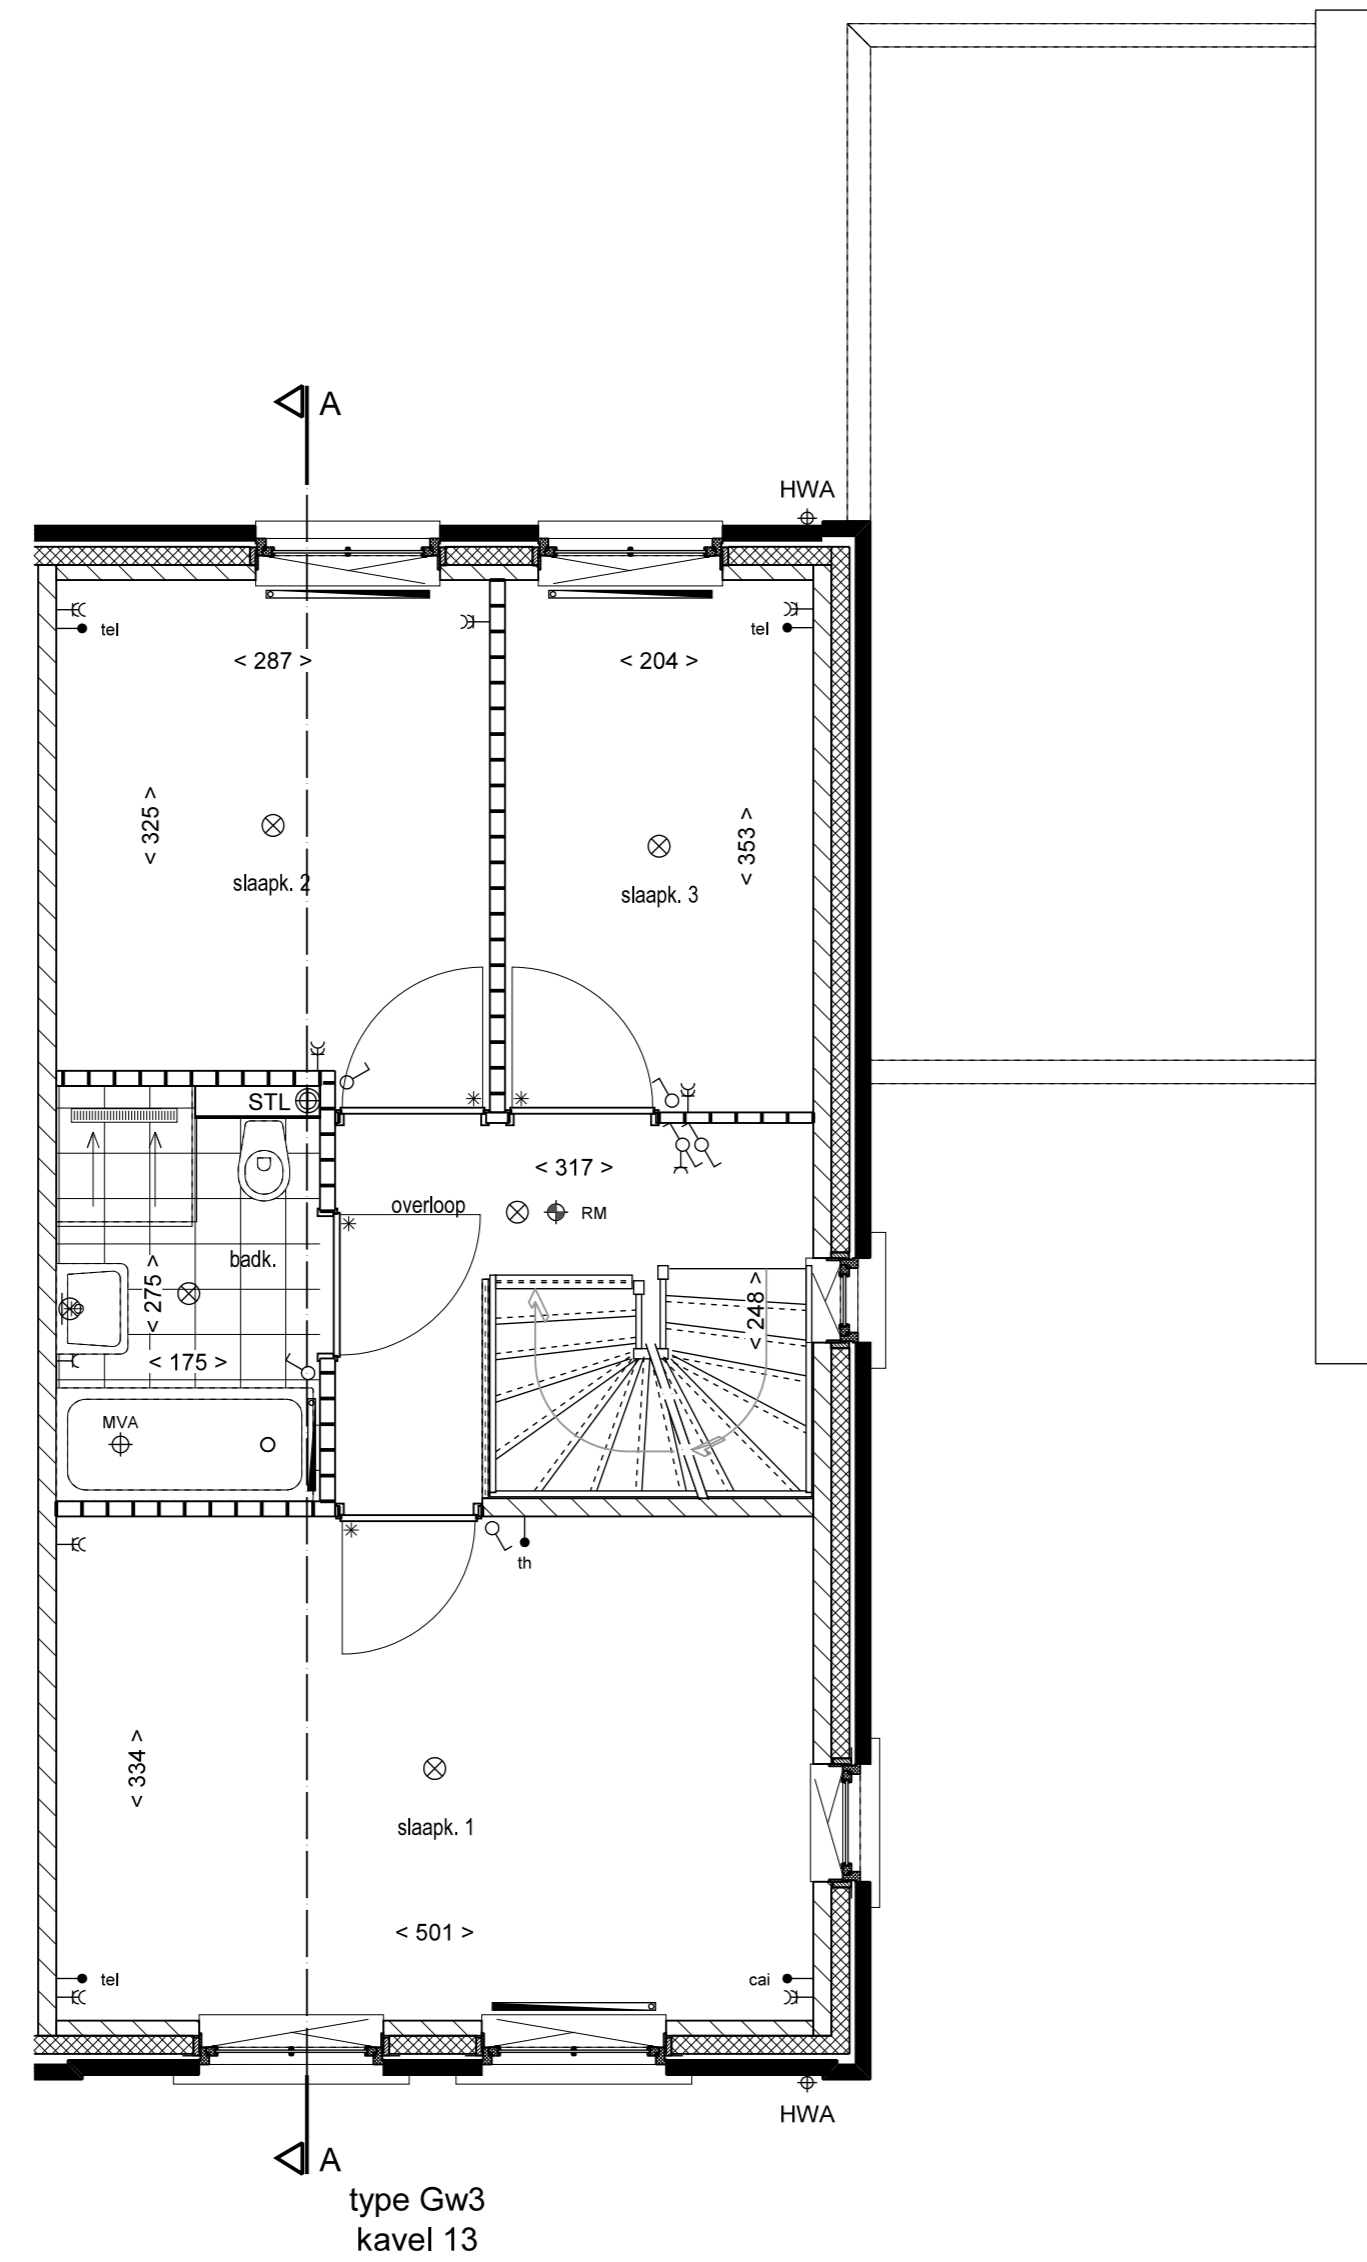 A
HWA
tel
tel
< 287 >
< 204 >
< 325 >
< 353 >
slaapk. 2
slaapk. 3
STL
< 317 >
overloop
RM
badk.
< 275 >
< 248 >
< 175 >
MVA
th
< 334 >
slaapk. 1
< 501 >
tel
cai
HWA
A
type Gw3
kavel 13